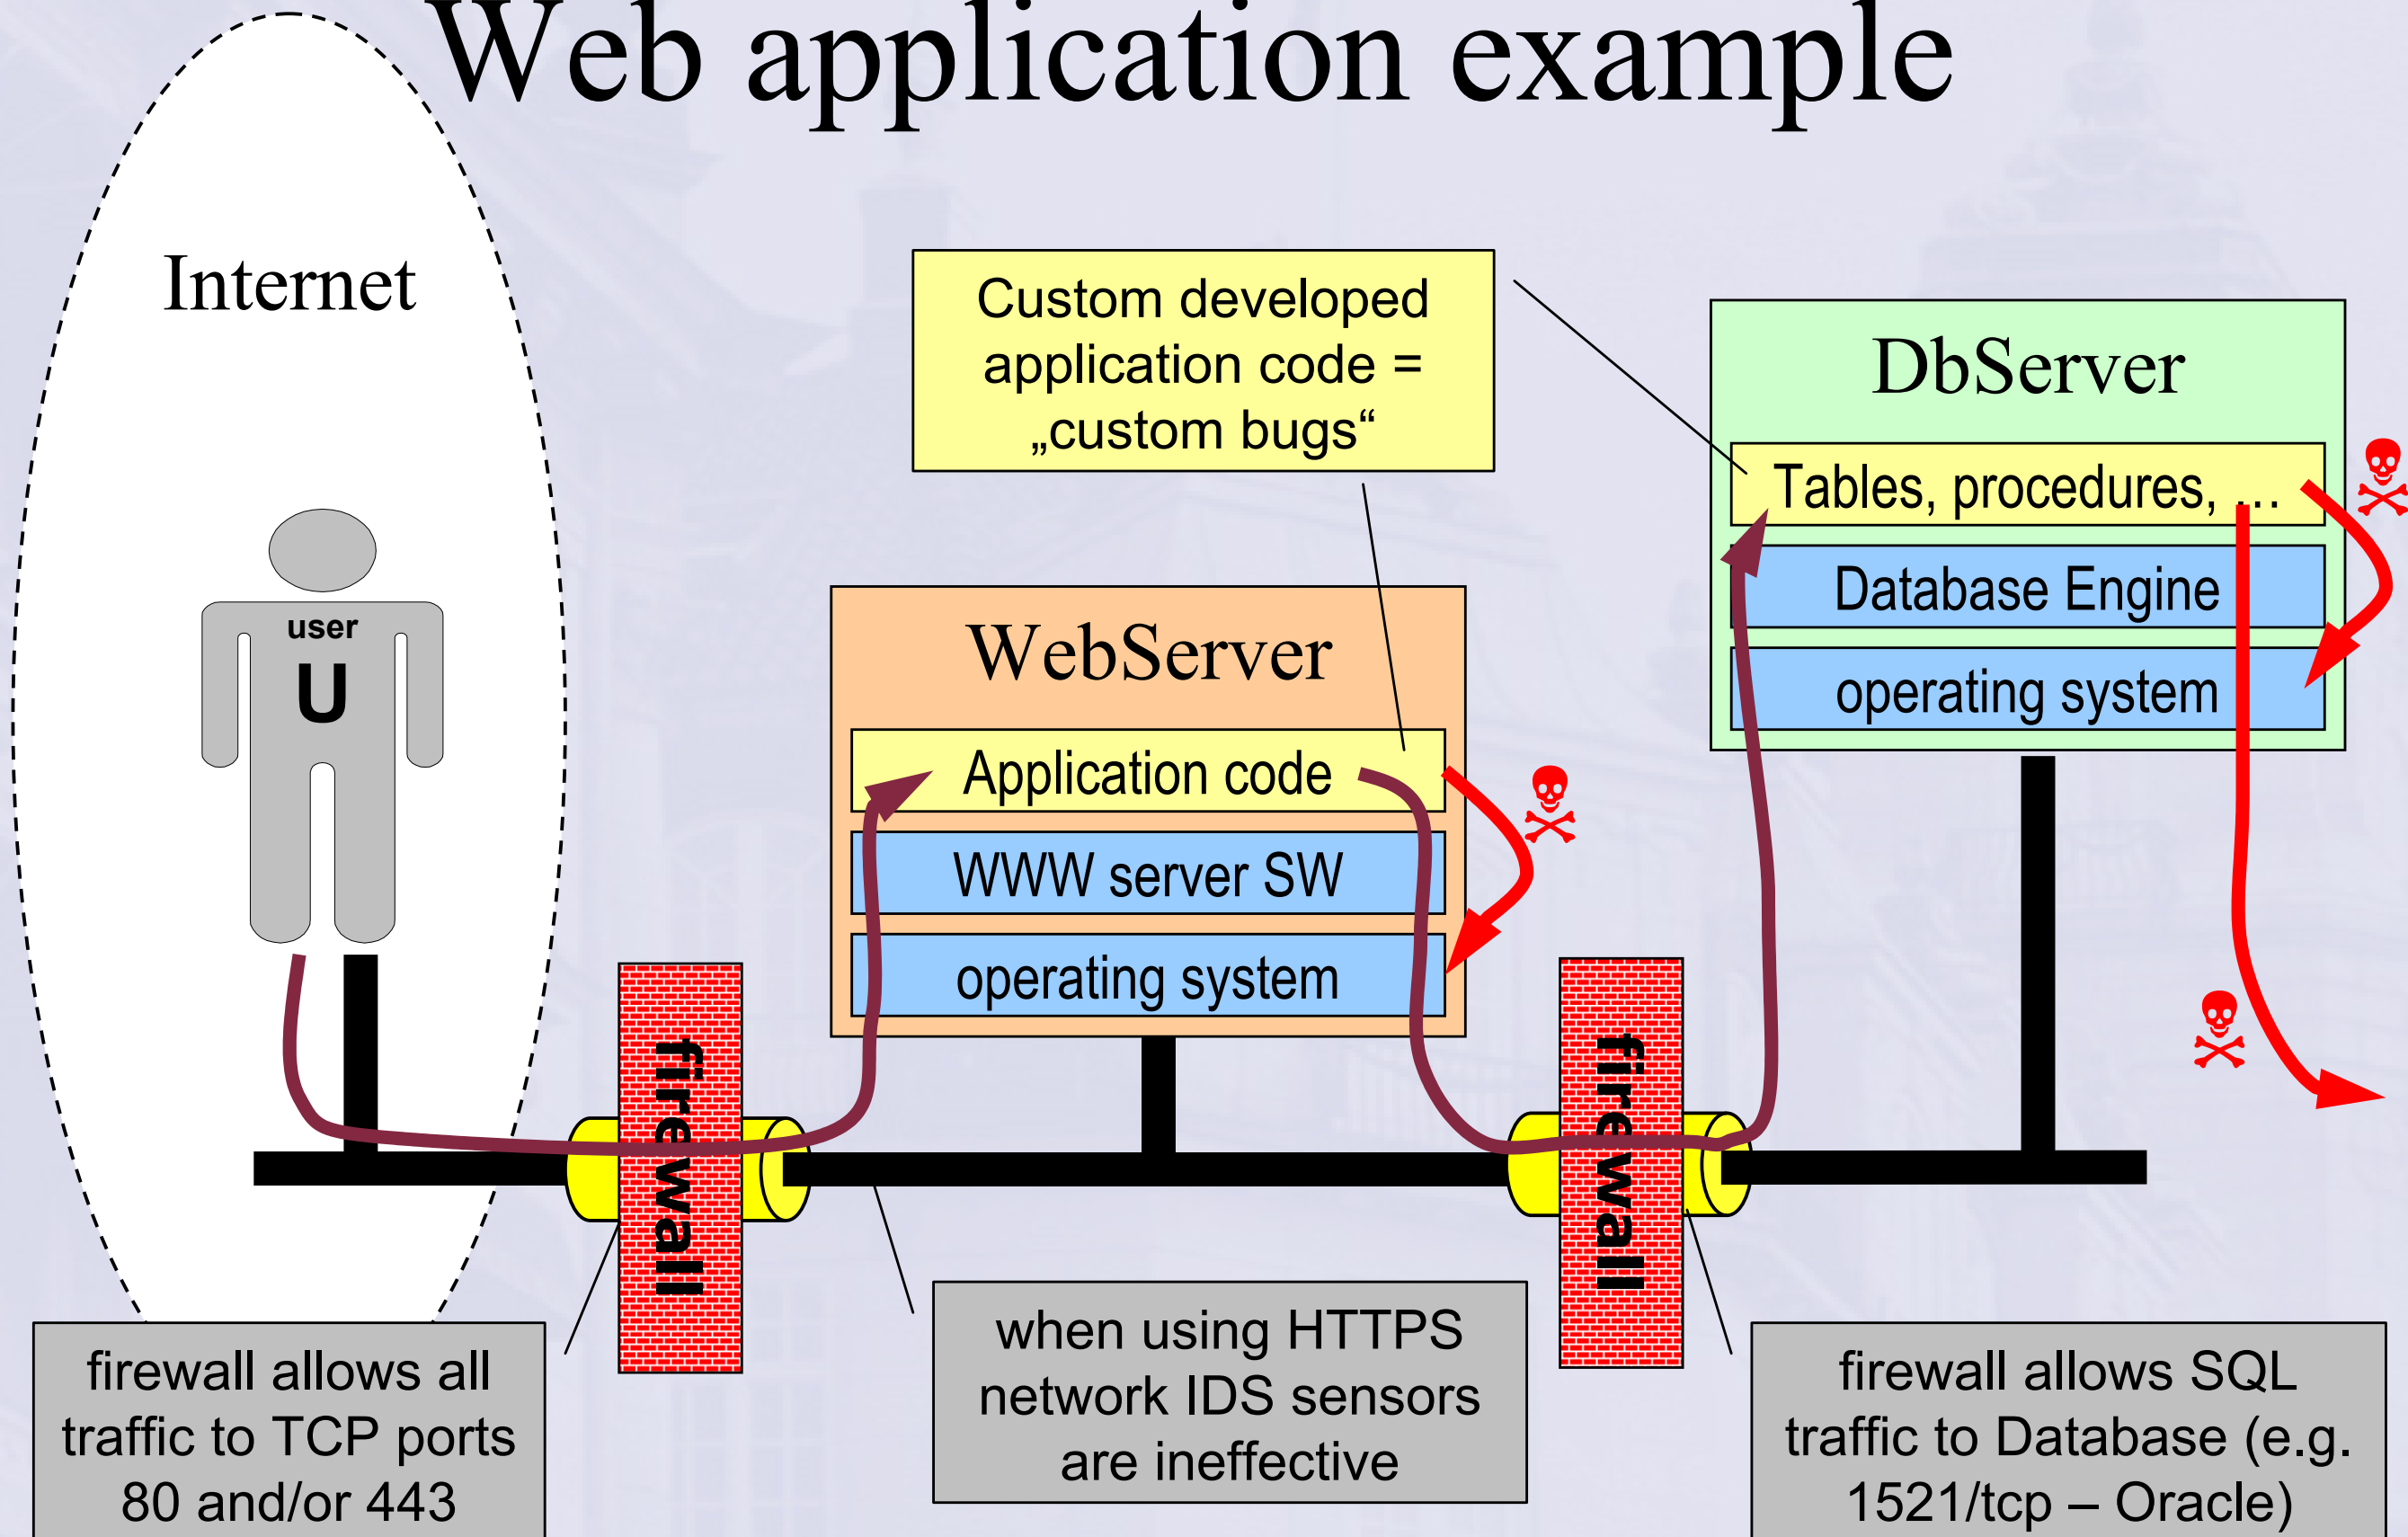 Web application example
Internet
user
U
Custom developed
application code =
„custom bugs“
DbServer
Tables, procedures, …
Database Engine
operating system
WebServer
Application code
WWW server SW
operating system
firewall
firewall
firewall allows all
traffic to TCP ports
80 and/or 443
when using HTTPS
network IDS sensors
are ineffective
firewall allows SQL
traffic to Database (e.g.
1521/tcp – Oracle)